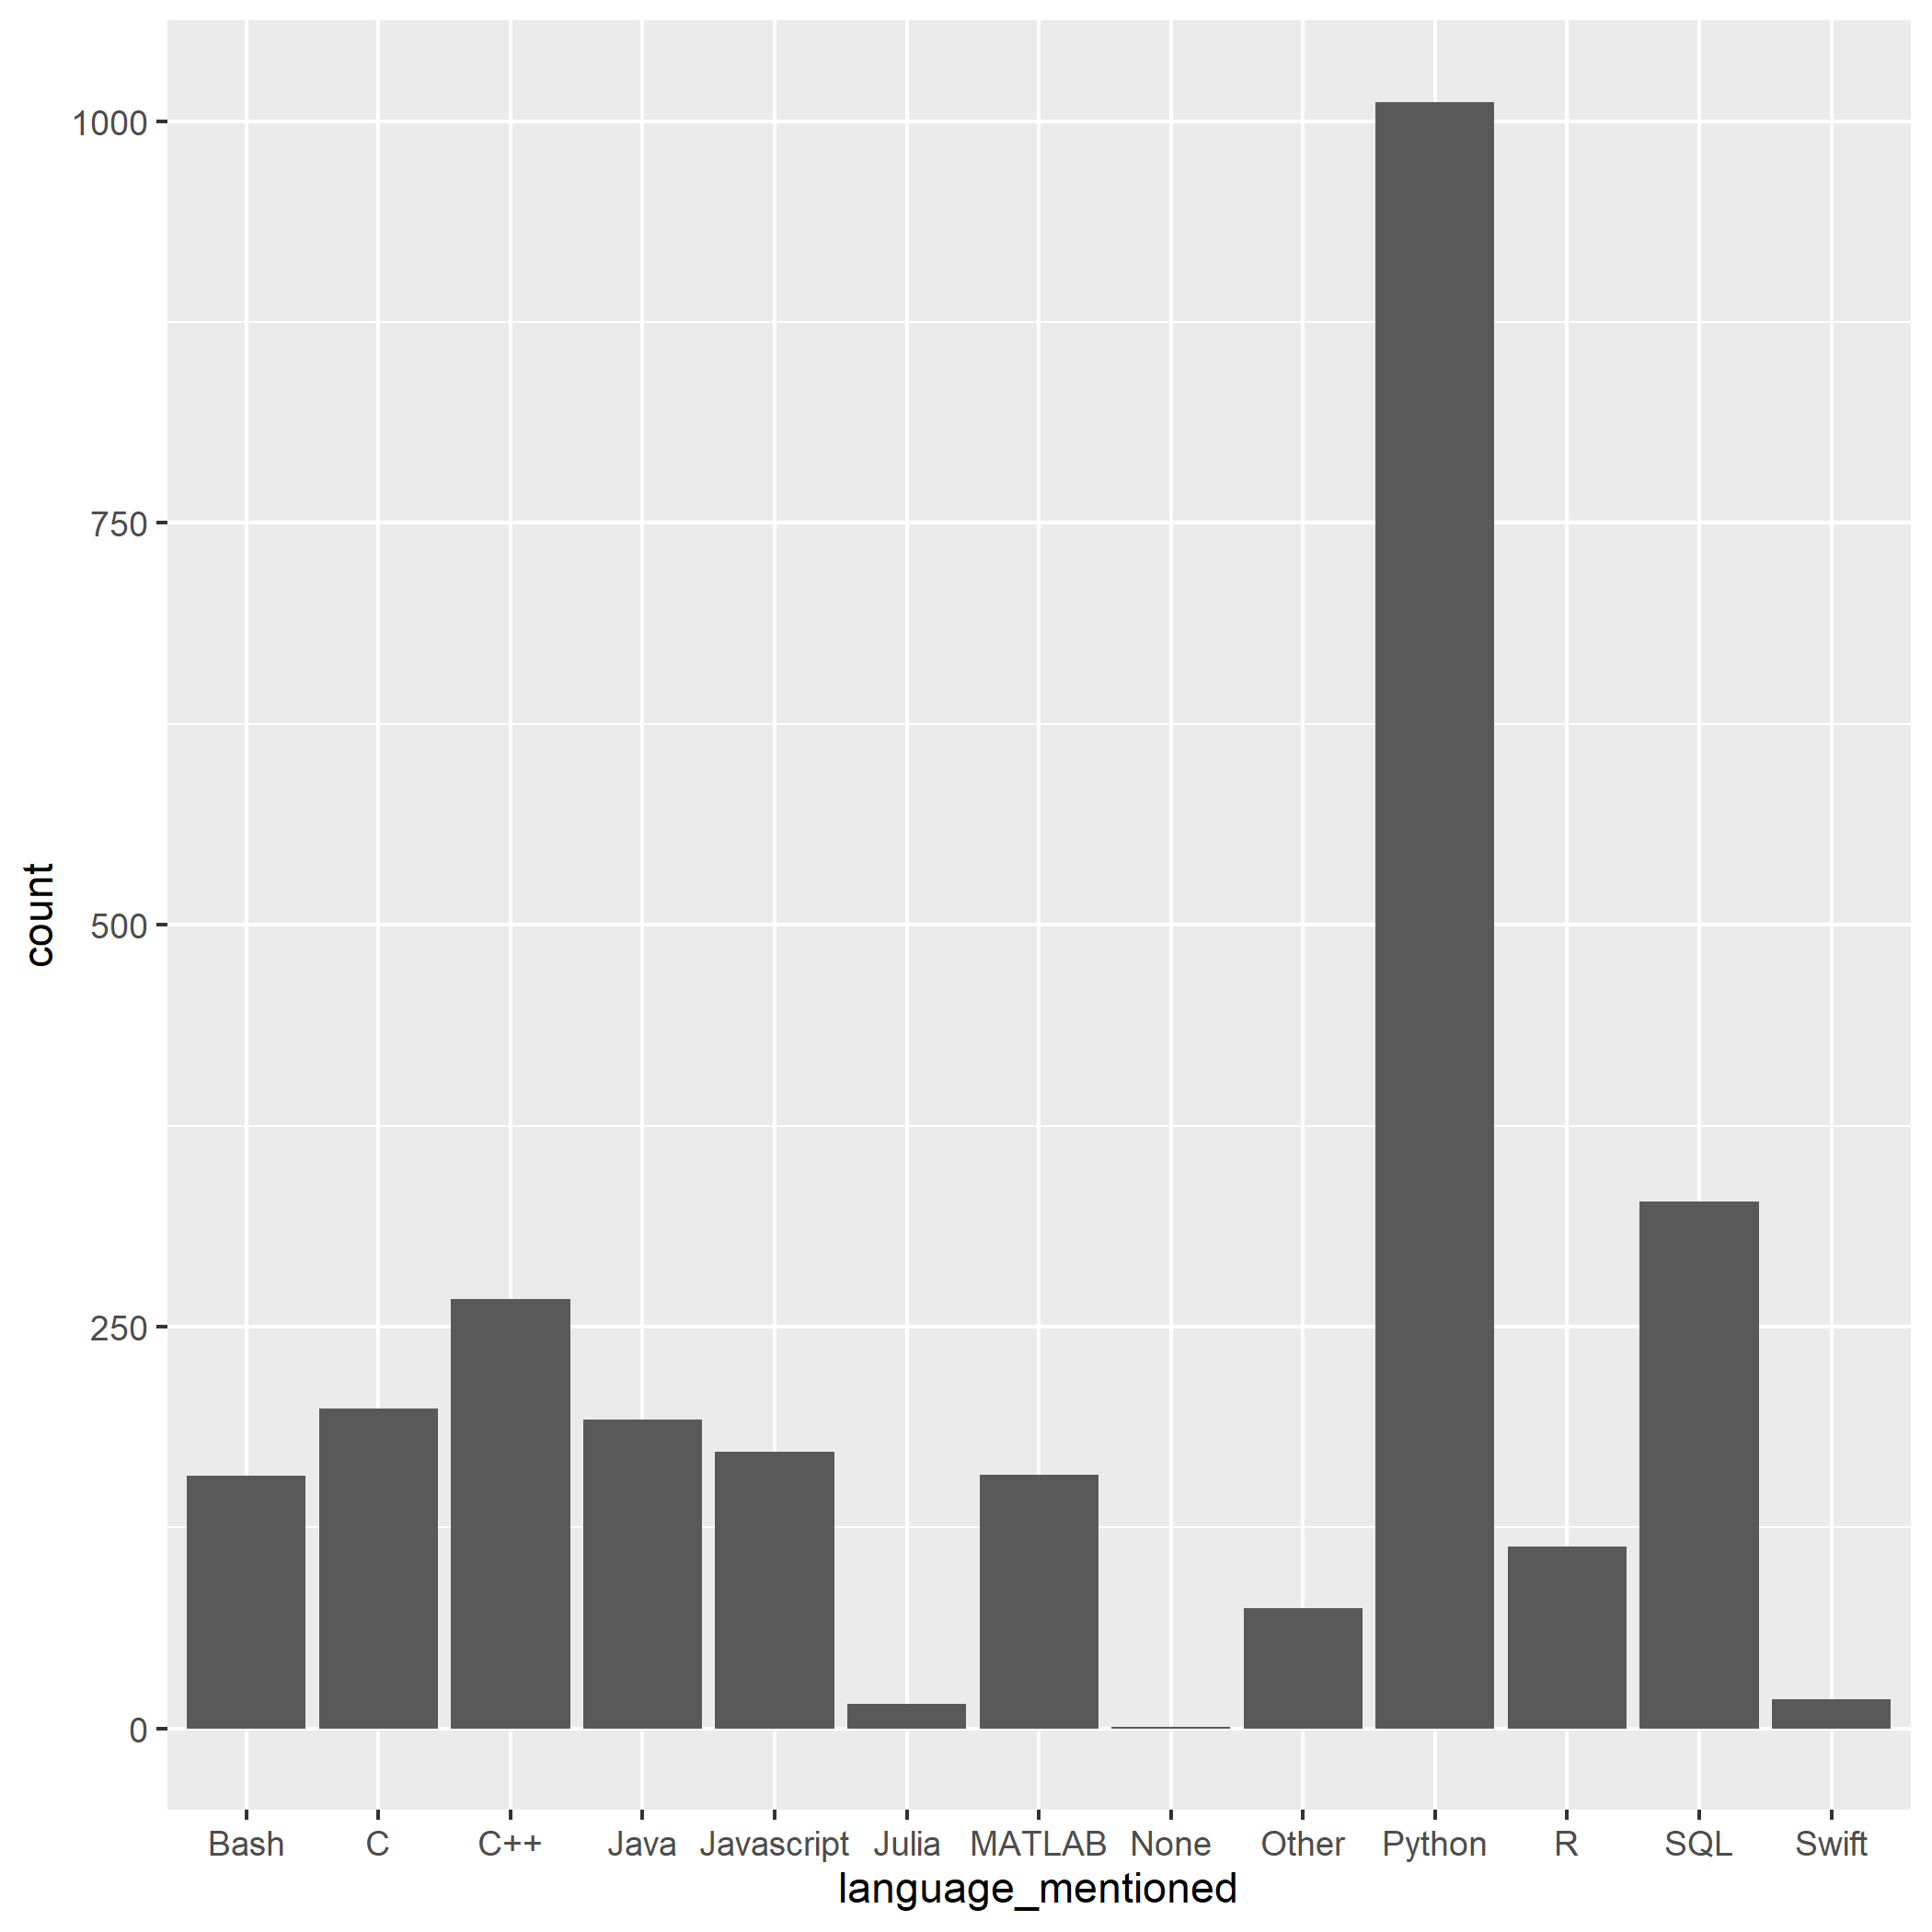 1000
750
500
250
0
count
Bash C C++ Java Javascript Julia MATLAB None Other Python R SQL Swift
language_mentioned